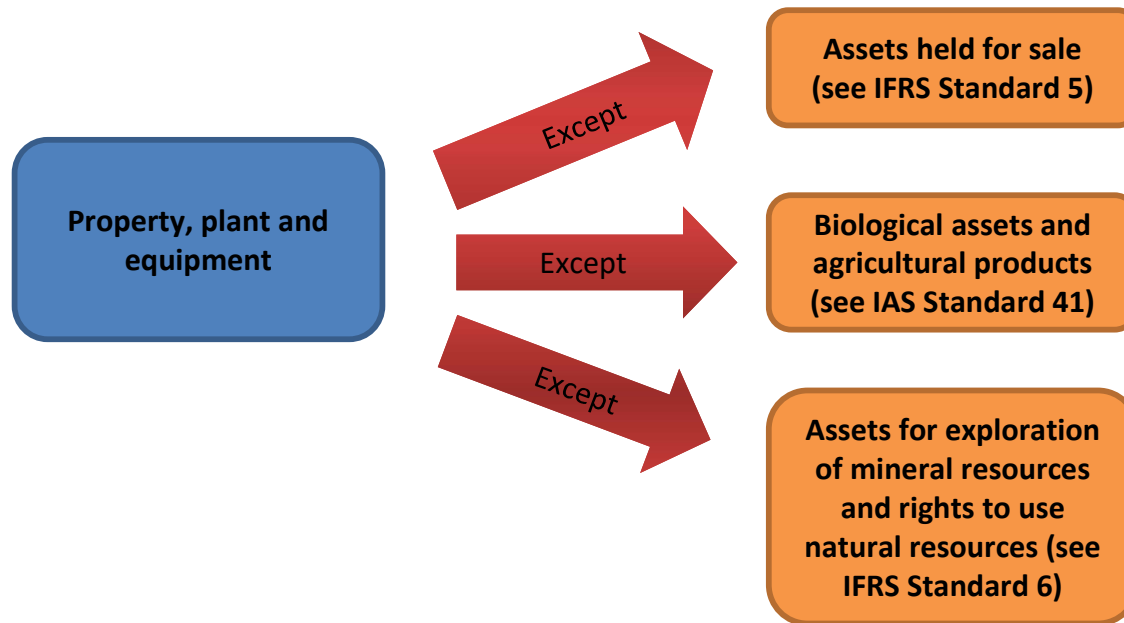 Property, plant and
equipment
Except
Except
Except
Assets held for sale
(see IFRS Standard 5)
Biological assets and
agricultural products
(see IAS Standard 41)
Assets for exploration
of mineral resources
and rights to use
natural resources (see
IFRS Standard 6)